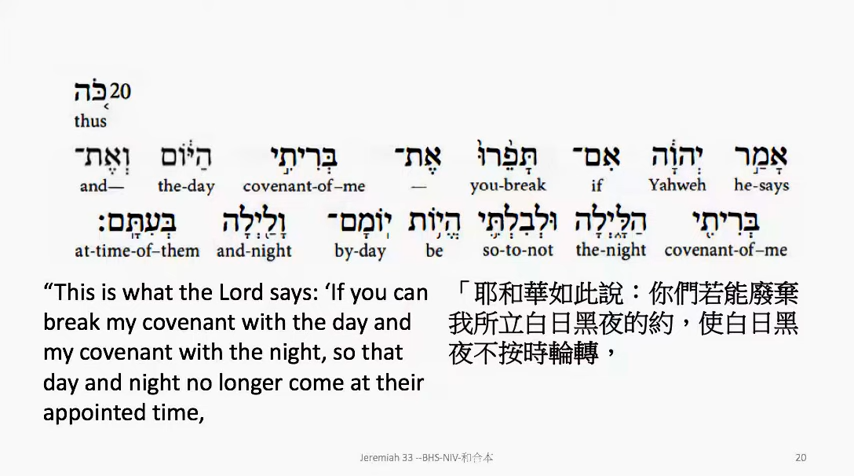 20 כֹּ֚ה
thus
אָמַ֣ר יְהוָ֔ה אִם־ תָּפֵ֙רוּ֙ אֶת־ בְּרִיתִ֣י הַיּ֔וֹם וְאֶת־
and— the-day covenant-of–me — you-break if Yahweh he-says
בְּרִיתִ֖י הַלָּ֑יְלָה וּלְבִלְתִּ֛י הֱי֥וֹת יֽוֹמָם־ וָלַ֖יְלָה בְּעִתָּֽם׃
at-time-of–them and-night by-day be so-to-not the-night covenant-of–me
“This is what the Lord says: ‘If you can
break my covenant with the day and
my covenant with the night, so that
day and night no longer come at their
appointed time,
「耶和華如此說：你們若能廢棄
我所立白日黑夜的約，使白日黑
夜不按時輪轉，
Jeremiah 33 --BHS-NIV-和合本
20